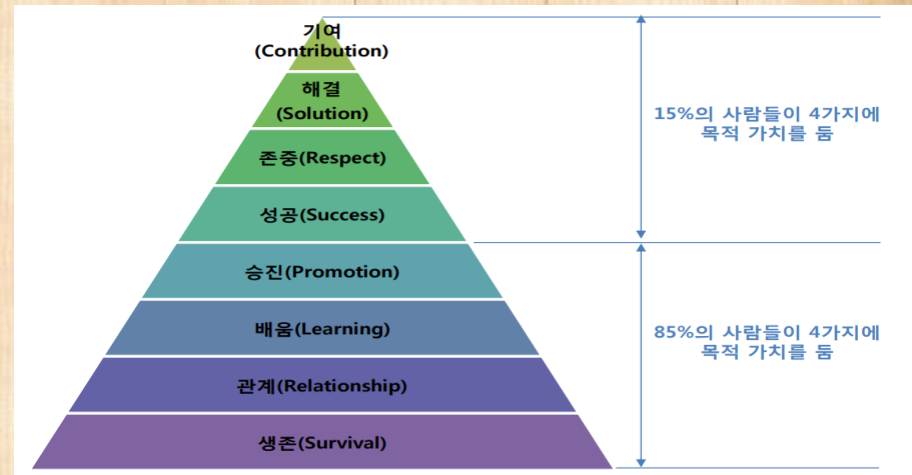 기여
(Contribution)
해결
(Solution)
존중(Respect)
성공(Success)
승진(Promotion)
배움(Learning)
관계(Relationship)
생존(Survival)
15%의 사람들이 4가지에
목적 가치를 둠
85%의 사람들이 4가지에
목적 가치를 둠